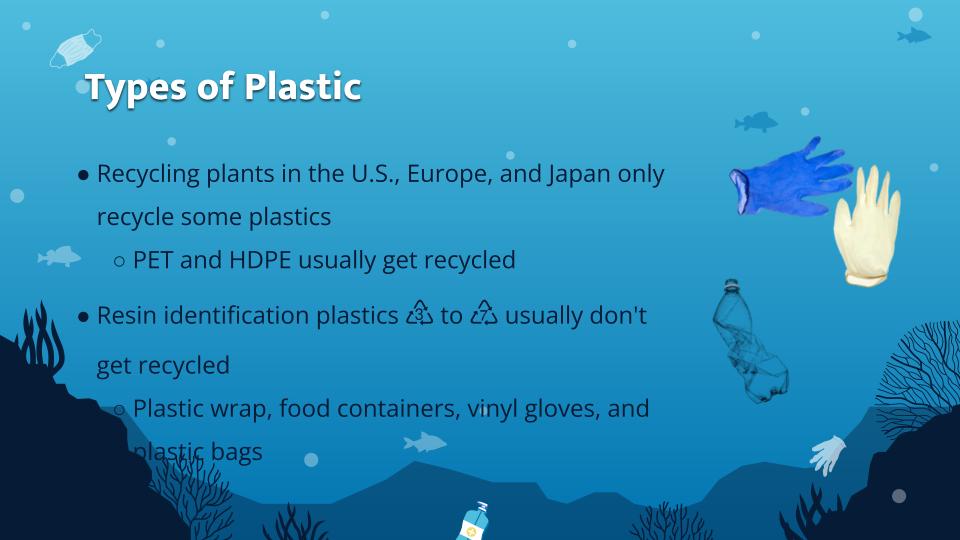 Types of Plastic
● Recycling plants in the U.S., Europe, and Japan only
recycle some plastics
○ PET and HDPE usually get recycled
● Resin identification plastics ♵ to ♹ usually don't
get recycled
○ Plastic wrap, food containers, vinyl gloves, and
plastic bags